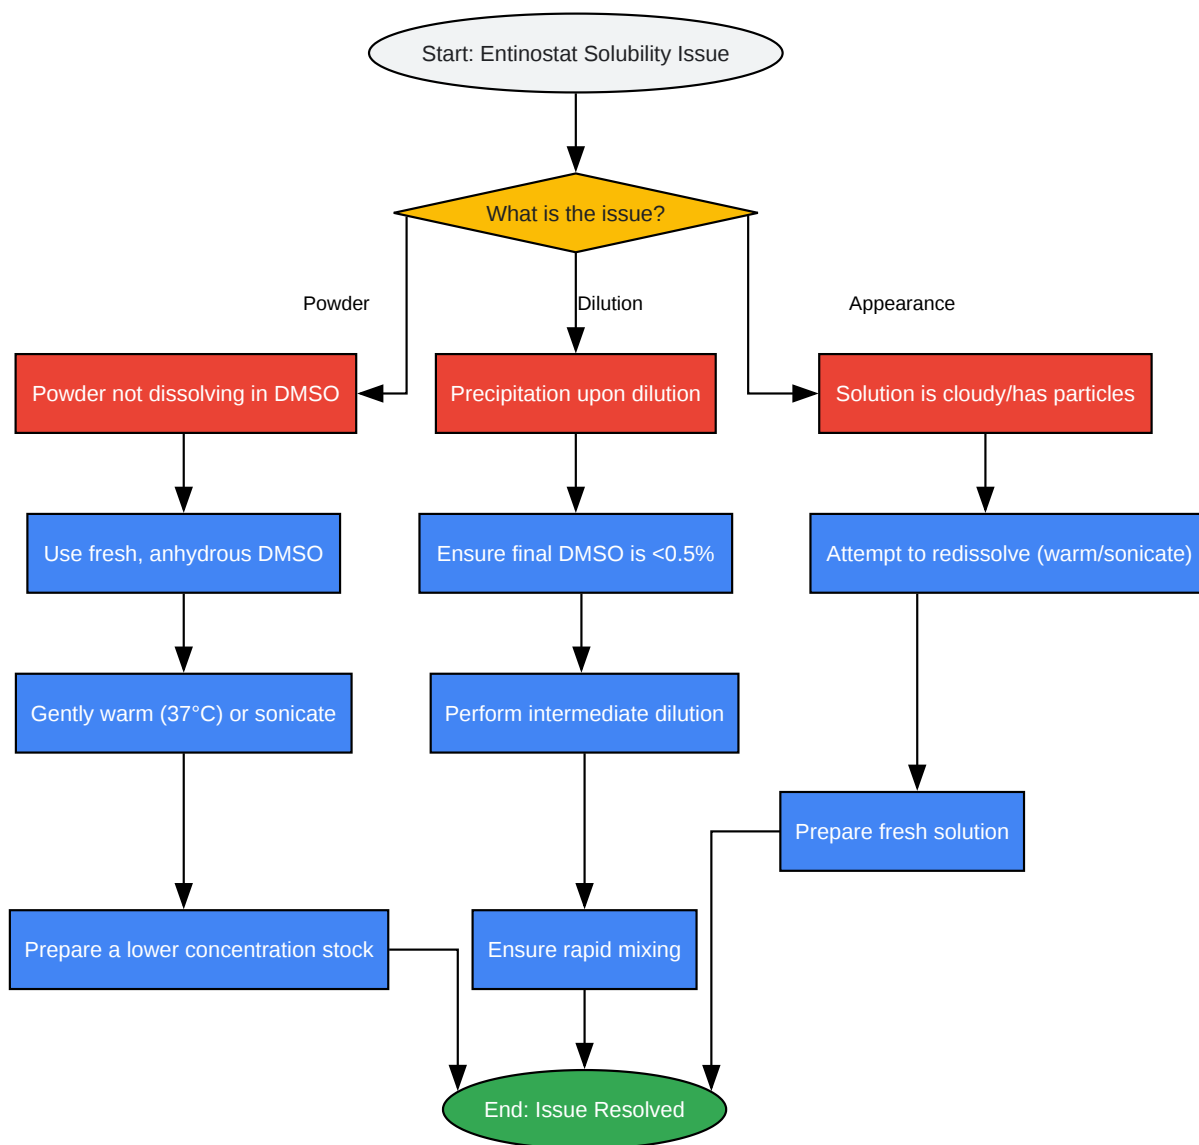 Start: Entinostat Solubility Issue
What is the issue?
Powder
Dilution
Appearance
Powder not dissolving in DMSO
Precipitation upon dilution
Solution is cloudy/has particles
Use fresh, anhydrous DMSO
Ensure final DMSO is <0.5%
Attempt to redissolve (warm/sonicate)
Gently warm (37°C) or sonicate
Perform intermediate dilution
Prepare fresh solution
Prepare a lower concentration stock
Ensure rapid mixing
End: Issue Resolved